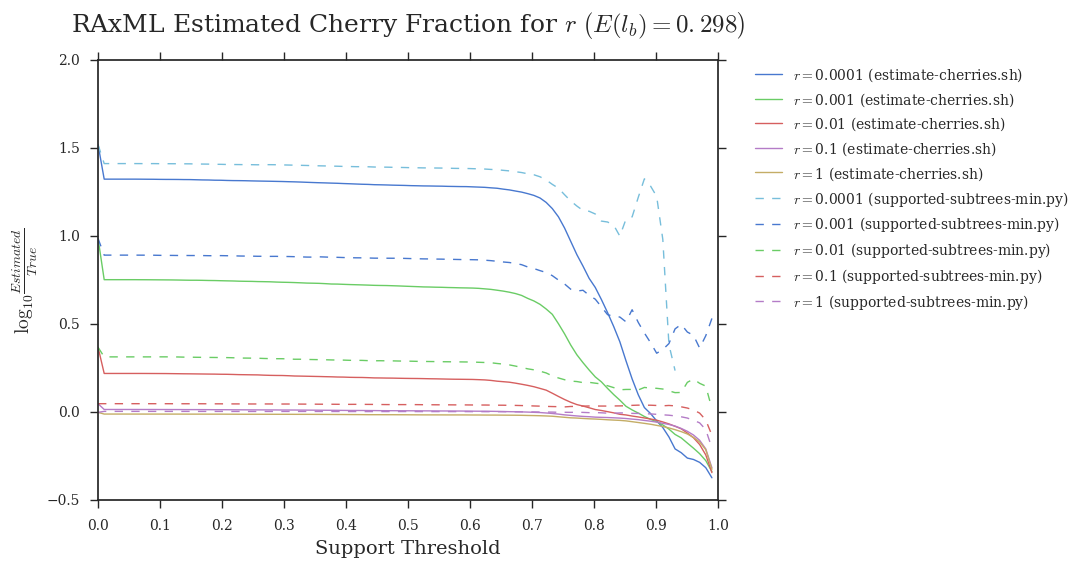 RAxML Estimated Cherry Fraction for r (E(l_b) = 0.298)
2.0
1.5
1.0
0.5
0.0
−0.5
log10 Estimated/True
0.0 0.1 0.2 0.3 0.4 0.5 0.6 0.7 0.8 0.9 1.0
Support Threshold
r = 0.0001 (estimate-cherries.sh)
r = 0.001 (estimate-cherries.sh)
r = 0.01 (estimate-cherries.sh)
r = 0.1 (estimate-cherries.sh)
r = 1 (estimate-cherries.sh)
r = 0.0001 (supported-subtrees-min.py)
r = 0.001 (supported-subtrees-min.py)
r = 0.01 (supported-subtrees-min.py)
r = 0.1 (supported-subtrees-min.py)
r = 1 (supported-subtrees-min.py)